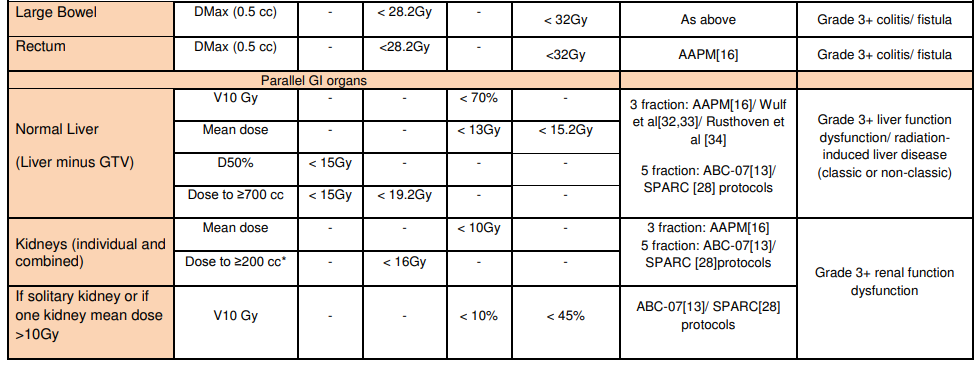 Large Bowel DMax (0.5 cc) - < 28.2Gy - < 32Gy As above Grade 3+ colitis/ fistula
Rectum DMax (0.5 cc) - <28.2Gy - <32Gy AAPM[16] Grade 3+ colitis/ fistula
Parallel GI organs
Normal Liver
(Liver minus GTV)
V10 Gy - - < 70% -
Mean dose - - < 13Gy < 15.2Gy
D50% < 15Gy - - -
Dose to ≥700 cc < 15Gy < 19.2Gy - -
3 fraction: AAPM[16]/ Wulf
et al[32,33]/ Rusthoven et
al [34]
5 fraction: ABC-07[13]/
SPARC [28] protocols
Grade 3+ liver function
dysfunction/ radiation-
induced liver disease
(classic or non-classic)
Kidneys (individual and
combined)
Mean dose - - < 10Gy -
Dose to ≥200 cc* - < 16Gy - -
3 fraction: AAPM[16]
5 fraction: ABC-07[13]/
SPARC [28]protocols
Grade 3+ renal function
dysfunction
If solitary kidney or if
one kidney mean dose
>10Gy
V10 Gy - - < 10% < 45%
ABC-07[13]/ SPARC[28]
protocols